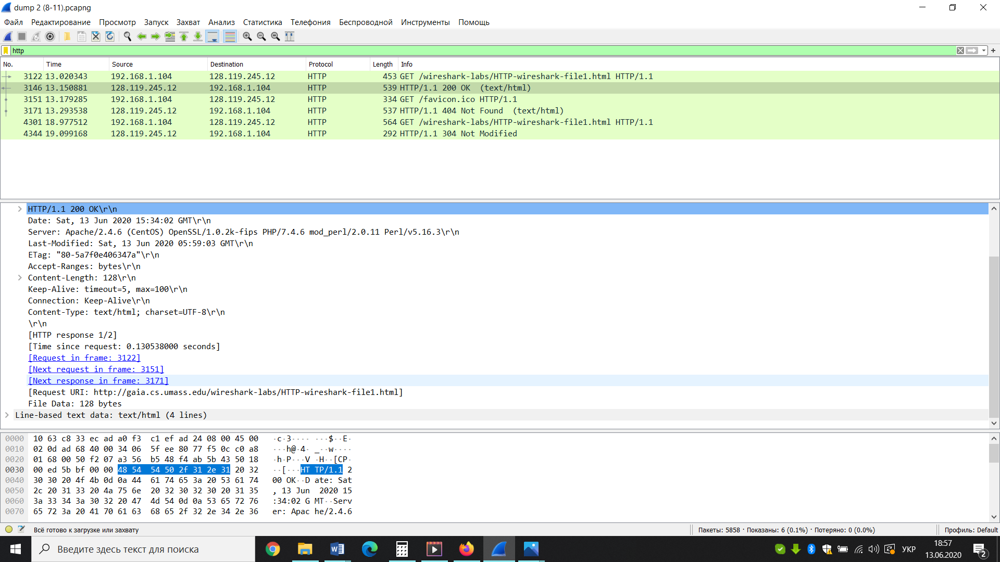 dump 2 (8-11).pcapng
Файл Редактирование Просмотр Запуск Захват Анализ Статистика Телефония Беспроводной Инструменты Помощь
http
No. Time Source Destination Protocol Length Info
3122 13.020343 192.168.1.104 128.119.245.12 HTTP 453 GET /wireshark-labs/HTTP-wireshark-file1.html HTTP/1.1
3146 13.150881 128.119.245.12 192.168.1.104 HTTP 539 HTTP/1.1 200 OK  (text/html)
3151 13.179285 192.168.1.104 128.119.245.12 HTTP 334 GET /favicon.ico HTTP/1.1
3171 13.293538 128.119.245.12 192.168.1.104 HTTP 537 HTTP/1.1 404 Not Found  (text/html)
4301 18.977512 192.168.1.104 128.119.245.12 HTTP 564 GET /wireshark-labs/HTTP-wireshark-file1.html HTTP/1.1
4344 19.099168 128.119.245.12 192.168.1.104 HTTP 292 HTTP/1.1 304 Not Modified
HTTP/1.1 200 OK\r\n
Date: Sat, 13 Jun 2020 15:34:02 GMT\r\n
Server: Apache/2.4.6 (CentOS) OpenSSL/1.0.2k-fips PHP/7.4.6 mod_perl/2.0.11 Perl/v5.16.3\r\n
Last-Modified: Sat, 13 Jun 2020 05:59:03 GMT\r\n
ETag: "80-5a7f0e406347a"\r\n
Accept-Ranges: bytes\r\n
Content-Length: 128\r\n
Keep-Alive: timeout=5, max=100\r\n
Connection: Keep-Alive\r\n
Content-Type: text/html; charset=UTF-8\r\n
\r\n
[HTTP response 1/2]
[Time since request: 0.130538000 seconds]
[Request in frame: 3122]
[Next request in frame: 3151]
[Next response in frame: 3171]
[Request URI: http://gaia.cs.umass.edu/wireshark-labs/HTTP-wireshark-file1.html]
File Data: 128 bytes
Line-based text data: text/html (4 lines)
0000 10 63 c8 33 ec ad a0 f3 c1 ef ad 24 08 00 45 00 ·c·3···· ···$··E·
0010 02 0d ad 68 40 00 34 06 5f ee 80 77 f5 0c c0 a8 ···h@·4· _··w····
0020 01 68 00 50 f2 07 a3 56 b5 48 f4 ab 5b 43 50 18 ·h·P···V ·H··[CP·
0030 00 ed 5b bf 00 00 48 54 54 50 2f 31 2e 31 20 32 ··[···HT TP/1.1 2
0040 30 30 20 4f 4b 0d 0a 44 61 74 65 3a 20 53 61 74 00 OK··D ate: Sat
0050 2c 20 31 33 20 4a 75 6e 20 32 30 32 30 20 31 35 , 13 Jun  2020 15
0060 3a 33 34 3a 30 32 20 47 4d 54 0d 0a 53 65 72 76 :34:02 G MT··Serv
0070 65 72 3a 20 41 70 61 63 68 65 2f 32 2e 34 2e 36 er: Apac he/2.4.6
Всё готово к загрузке или захвату Пакеты: 5858 · Показаны: 6 (0.1%) · Потеряно: 0 (0.0%) Профиль: Default
Введите здесь текст для поиска УКР 18:57
13.06.2020 2